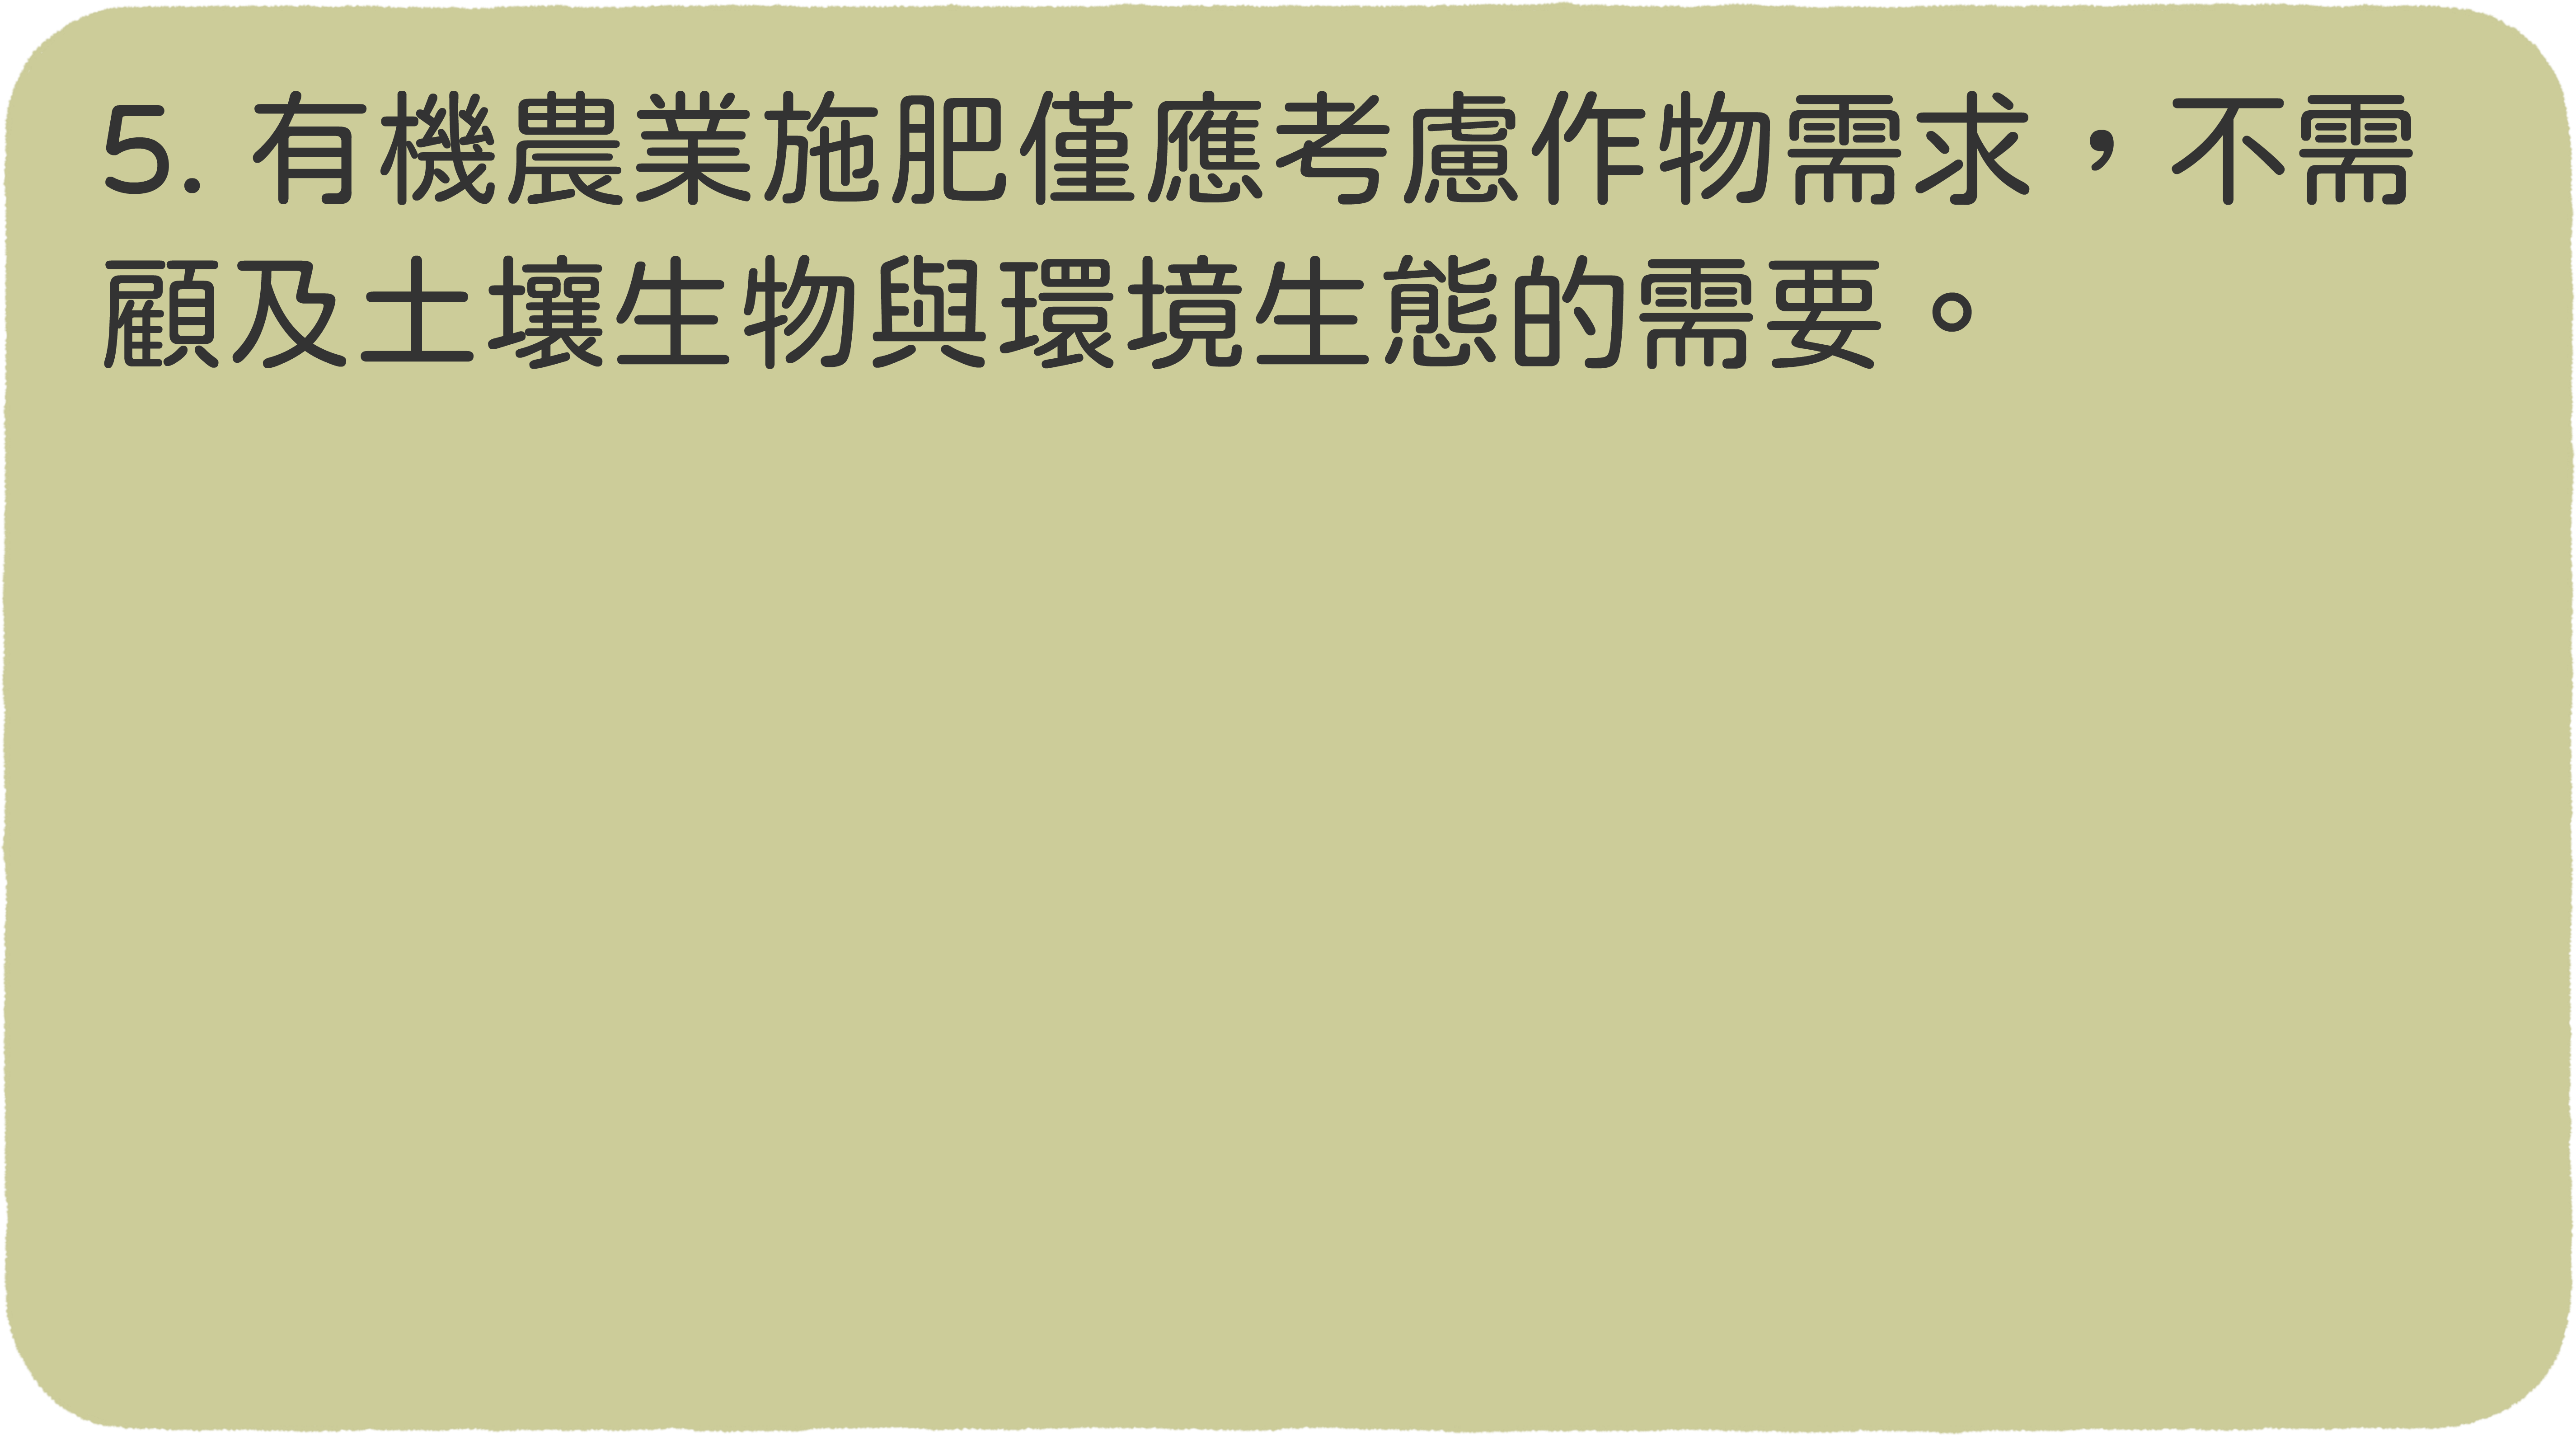 5. 有機農業施肥僅應考慮作物需求，不需
顧及土壤生物與環境生態的需要。